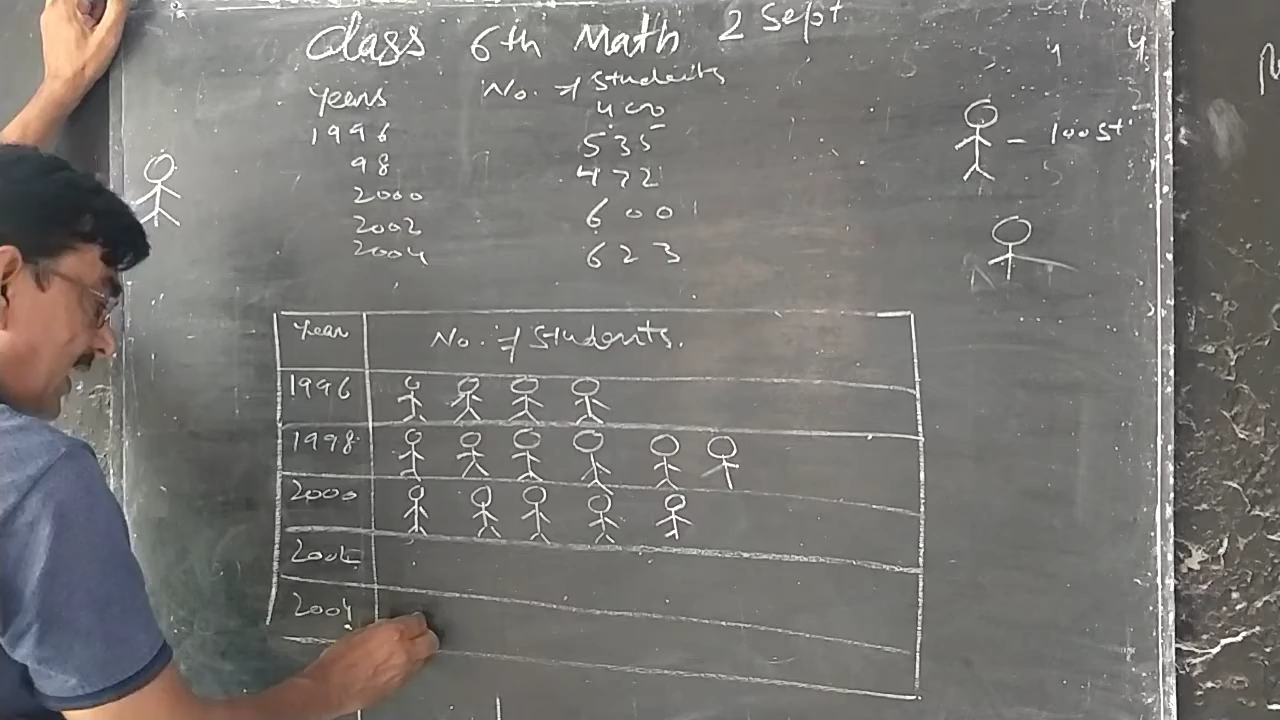 Class 6th Math 2 Sept
Years No. of Students
1996 400
98 535
2000 472
2002 600
2004 623
- 100 st
Year No. of Students.
1996
1998
2000
2002
2004